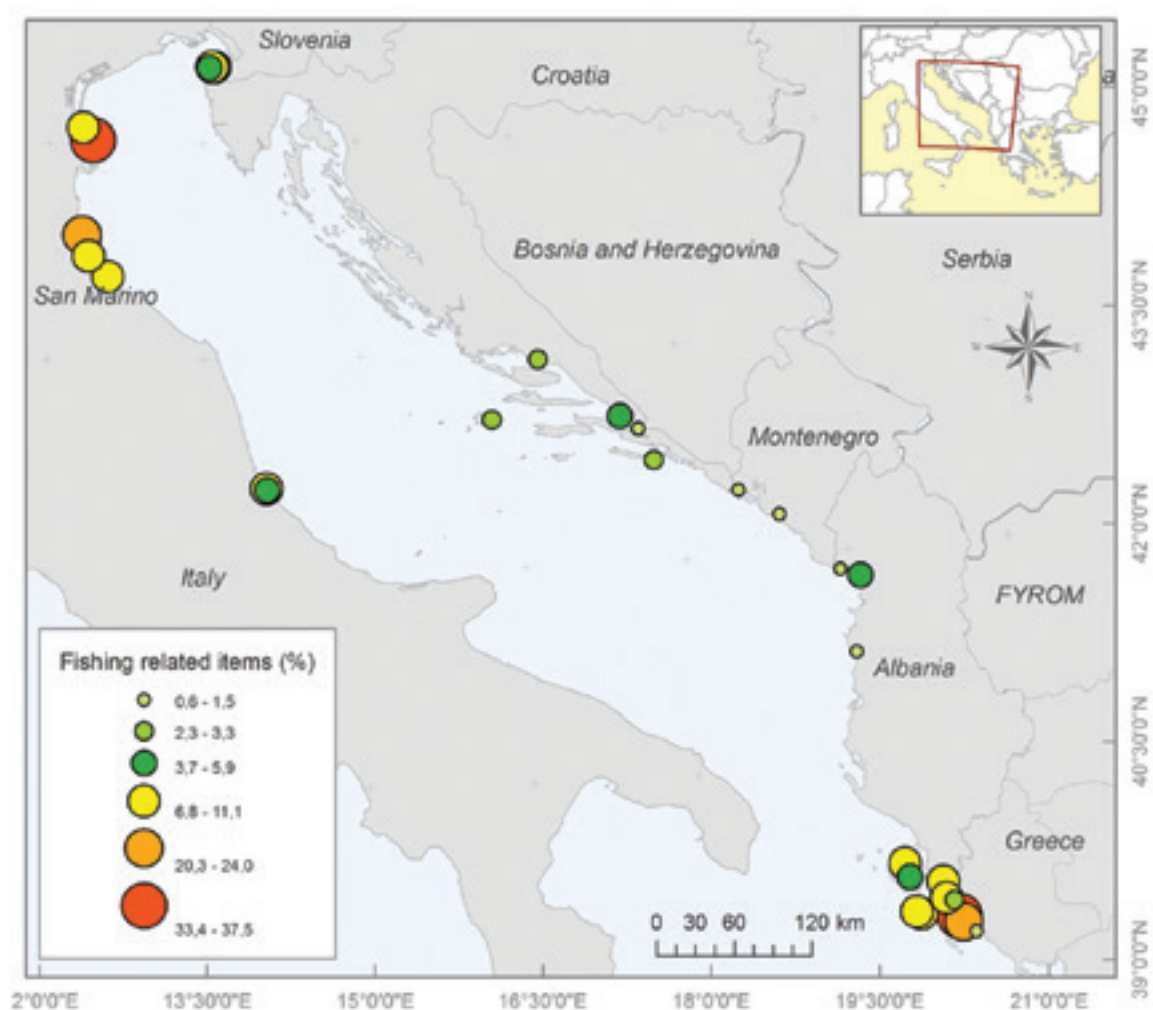 Slovenia
Croatia
a
45°0'0"N
Bosnia and Herzegovina
Serbia
San Marino
43°30'0"N
N
W
E
S
Montenegro
42°0'0"N
Italy
FYROM
Fishing related items (%)
0,6 - 1,5
2,3 - 3,3
3,7 - 5,9
6,8 - 11,1
20,3 - 24,0
33,4 - 37,5
Albania
40°30'0"N
Greece
0 30 60 120 km
39°0'0"N
2°0'0"E 13°30'0"E 15°0'0"E 16°30'0"E 18°0'0"E 19°30'0"E 21°0'0"E